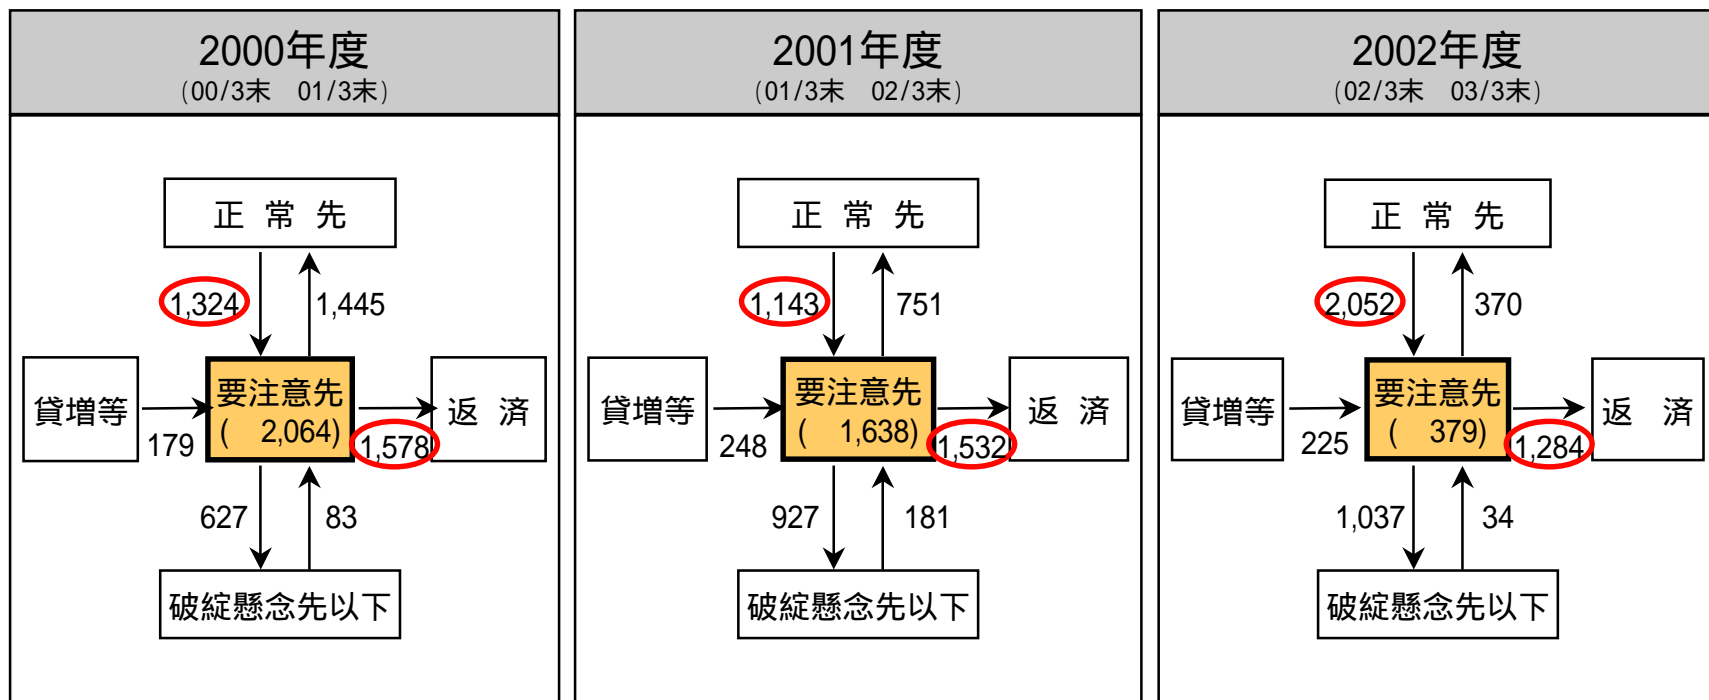 2000年度
(00/3末　01/3末)
正 常 先
1,324
1,445
貸増等
179
要注意先
(　2,064)
1,578
返 済
627
83
破綻懸念先以下
2001年度
(01/3末　02/3末)
正 常 先
1,143
751
貸増等
248
要注意先
(　1,638)
1,532
返 済
927
181
破綻懸念先以下
2002年度
(02/3末　03/3末)
正 常 先
2,052
370
貸増等
225
要注意先
(　379)
1,284
返　済
1,037
34
破綻懸念先以下